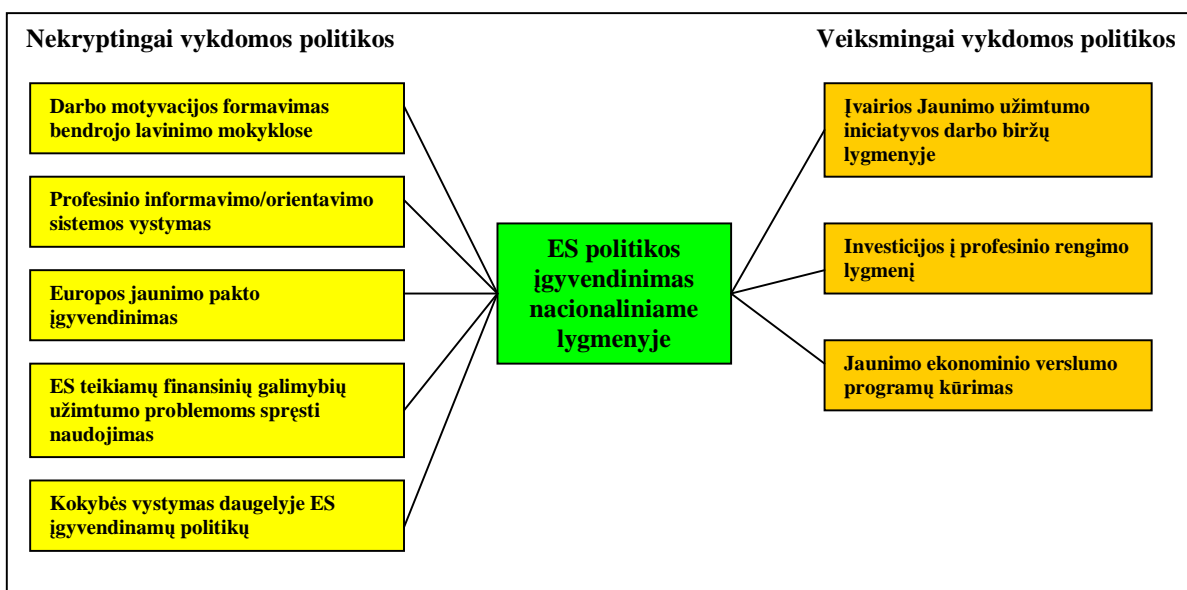 Nekryptingai vykdomos politikos
Darbo motyvacijos formavimas
bendrojo lavinimo mokyklose
Profesinio informavimo/orientavimo
sistemos vystymas
Europos jaunimo pakto
įgyvendinimas
ES teikiamų finansinių galimybių
užimtumo problemoms spręsti
naudojimas
Kokybės vystymas daugelyje ES
įgyvendinamų politikų
ES politikos
įgyvendinimas
nacionaliniame
lygmenyje
Veiksmingai vykdomos politikos
Įvairios Jaunimo užimtumo
iniciatyvos darbo biržų
lygmenyje
Investicijos į profesinio rengimo
lygmenį
Jaunimo ekonominio verslumo
programų kūrimas